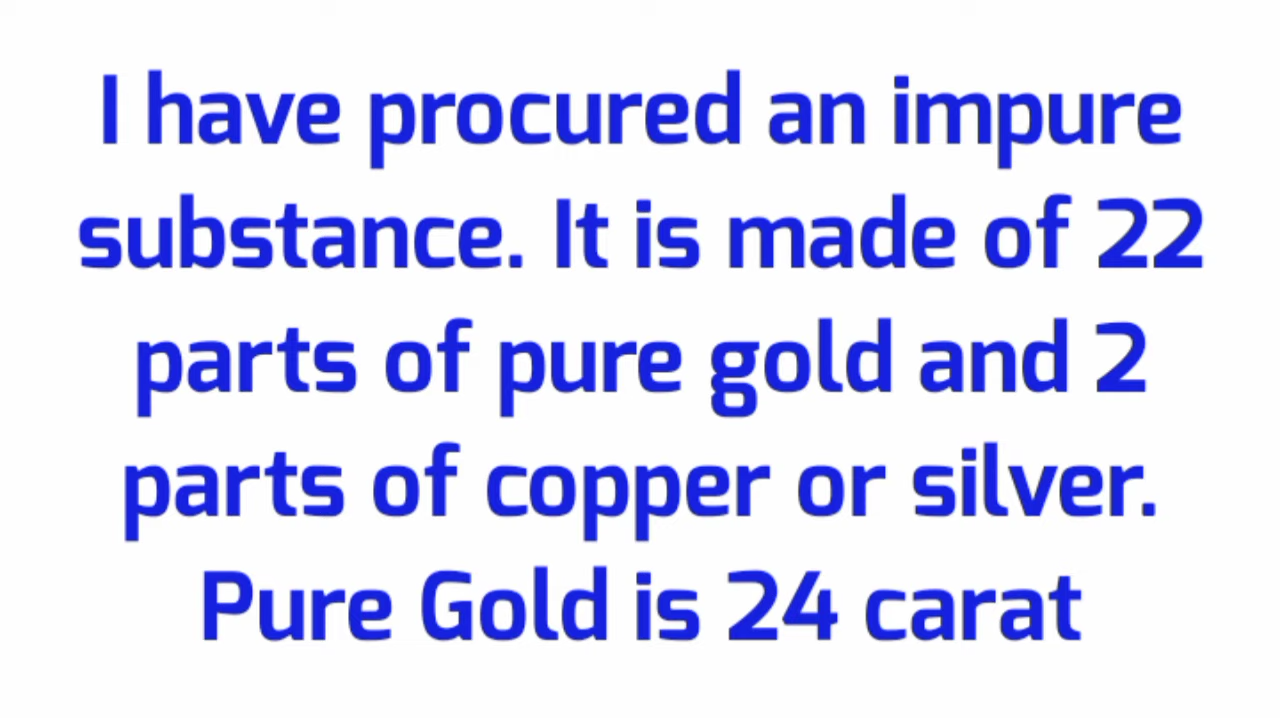 I have procured an impure
substance. It is made of 22
parts of pure gold and 2
parts of copper or silver.
Pure Gold is 24 carat